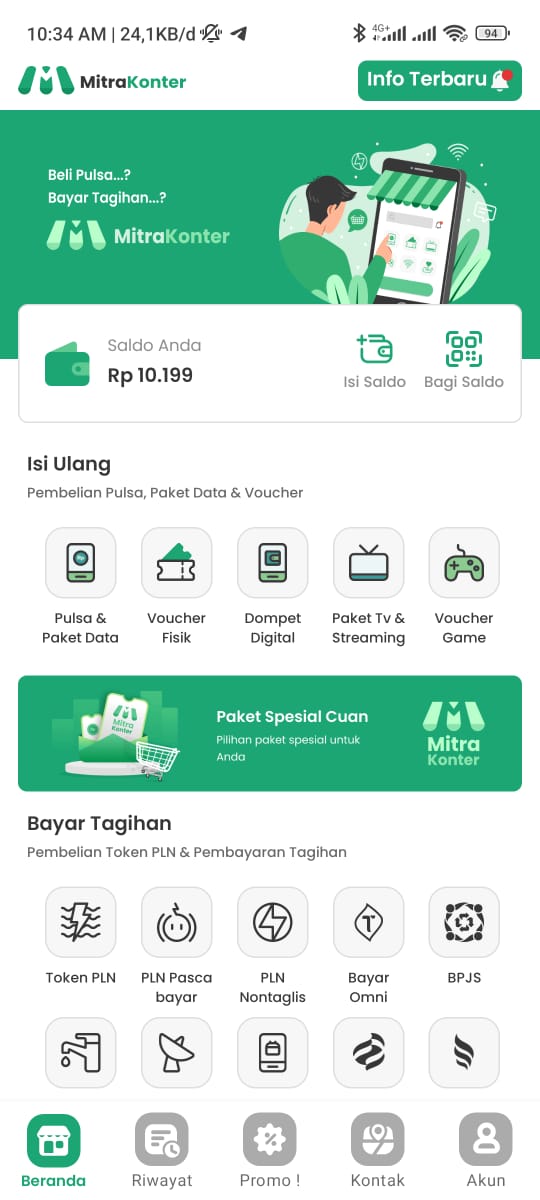 10:34 AM | 24,1KB/d
4G+
94
MitraKonter
Info Terbaru
Beli Pulsa...?
Bayar Tagihan...?
MitraKonter
Saldo Anda
Rp 10.199
Isi Saldo
Bagi Saldo
Isi Ulang
Pembelian Pulsa, Paket Data & Voucher
Pulsa &
Paket Data
Voucher
Fisik
Dompet
Digital
Paket Tv &
Streaming
Voucher
Game
Mitra
Konter
Paket Spesial Cuan
Pilihan paket spesial untuk
Anda
Mitra
Konter
Bayar Tagihan
Pembelian Token PLN & Pembayaran Tagihan
Token PLN
PLN Pasca
bayar
PLN
Nontaglis
Bayar
Omni
BPJS
Beranda
Riwayat
Promo !
Kontak
Akun